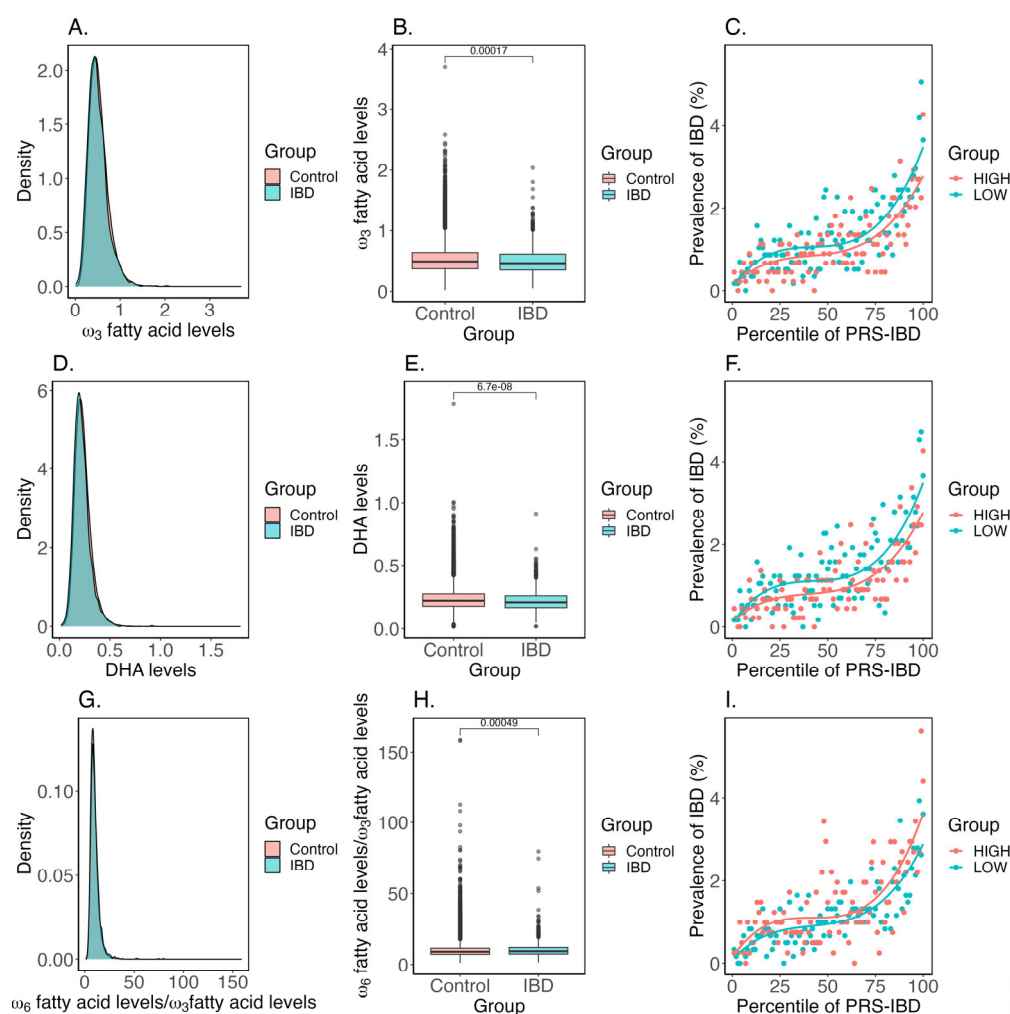 A.
Density
2.0
1.5
1.0
0.5
0.0
0
1
2
3
ω3 fatty acid levels
Group
Control
IBD
B.
ω3 fatty acid levels
4
3
2
1
0
0.00017
Control
IBD
Group
Group
Control
IBD
C.
Prevalence of IBD (%)
4
2
0
0
25
50
75
100
Percentile of PRS-IBD
Group
HIGH
LOW
D.
Density
6
4
2
0
0.0
0.5
1.0
1.5
DHA levels
Group
Control
IBD
E.
DHA levels
1.5
1.0
0.5
0.0
6.7e-08
Control
IBD
Group
Group
Control
IBD
F.
Prevalence of IBD (%)
4
2
0
0
25
50
75
100
Percentile of PRS-IBD
Group
HIGH
LOW
G.
Density
0.10
0.05
0.00
0
50
100
150
ω6 fatty acid levels/ω3fatty acid levels
Group
Control
IBD
H.
ω6 fatty acid levels/ω3fatty acid levels
150
100
50
0
0.00049
Control
IBD
Group
Group
Control
IBD
I.
Prevalence of IBD (%)
4
2
0
0
25
50
75
100
Percentile of PRS-IBD
Group
HIGH
LOW